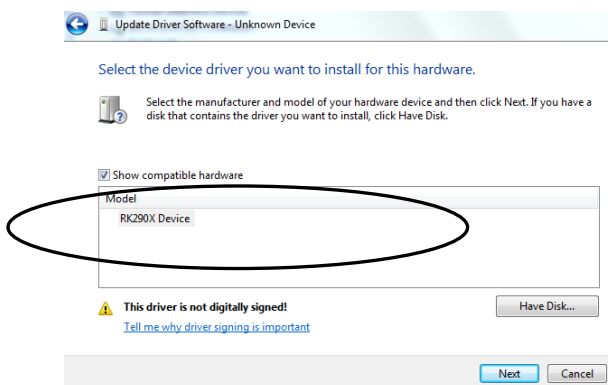 Update Driver Software - Unknown Device
Select the device driver you want to install for this hardware.
Select the manufacturer and model of your hardware device and then click Next. If you have a
disk that contains the driver you want to install, click Have Disk.
Show compatible hardware
Model
RK290X Device
This driver is not digitally signed!
Have Disk...
Tell me why driver signing is important
Next
Cancel